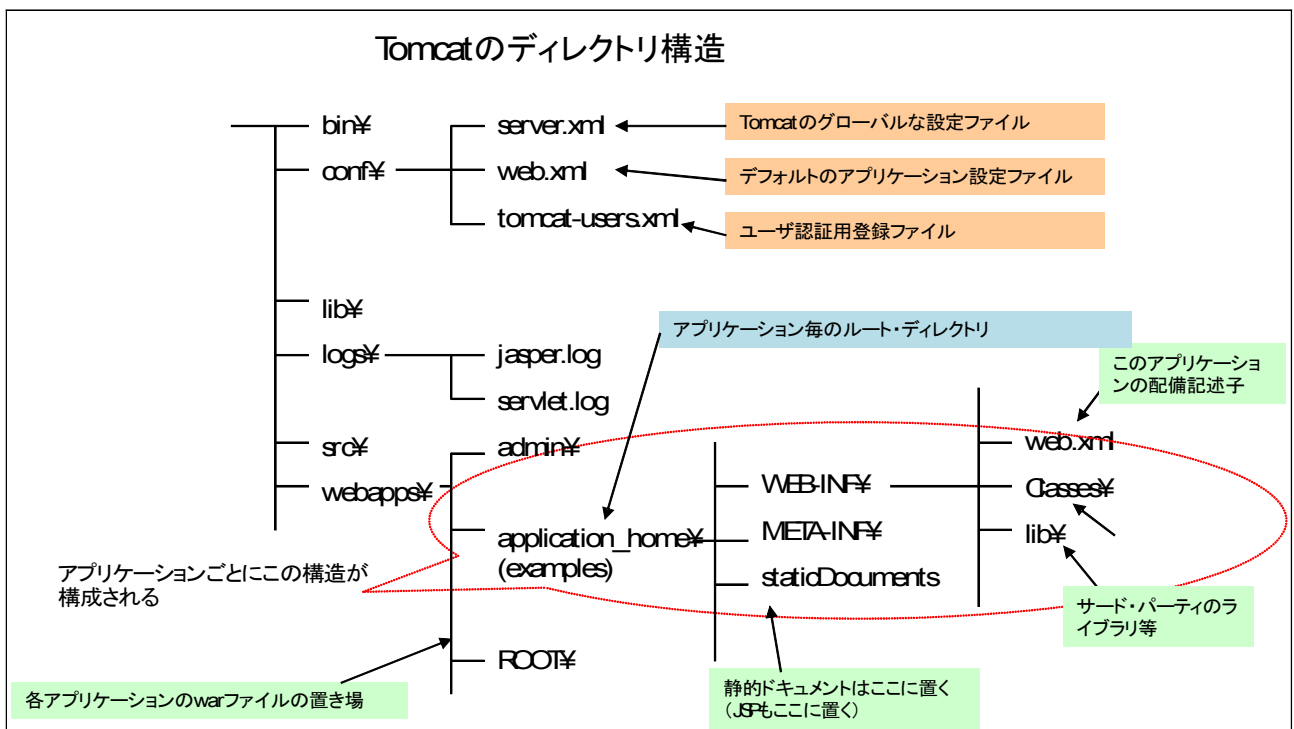 Tomcatのディレクトリ構造
bin¥
conf¥
server.xml
web.xml
tomcat-users.xml
Tomcatのグローバルな設定ファイル
デフォルトのアプリケーション設定ファイル
ユーザ認証用登録ファイル
lib¥
logs¥
jasper.log
servlet.log
アプリケーション毎のルート・ディレクトリ
このアプリケーショ
ンの配備記述子
src¥
webapps¥
admin¥
application_home¥
(examples)
ROOT¥
WEB-INF¥
META-INF¥
staticDocuments
web.xml
Classes¥
lib¥
アプリケーションごとにこの構造が
構成される
サード・パーティのラ
イブラリ等
各アプリケーションのwarファイルの置き場
静的ドキュメントはここに置く
（JSPもここに置く）